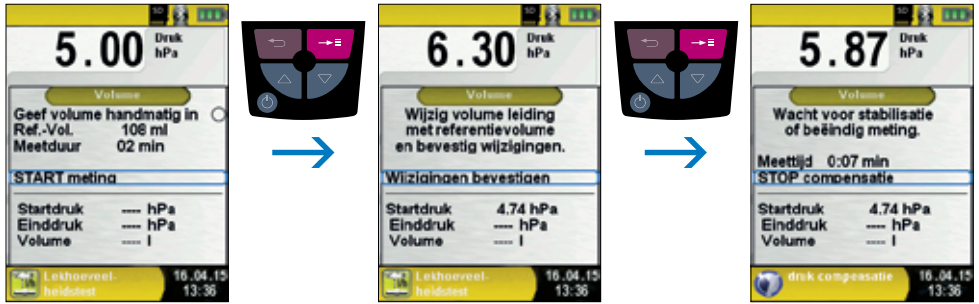 SD
5.00 Druk
hPa
Volume
Geef volume handmatig in
Ref.-Vol. 108 ml
Meetduur 02 min
START meting
Startdruk ---- hPa
Einddruk ---- hPa
Volume ---- l
Lekhoeveel-
heidstest
16.04.15
13:36
SD
6.30 Druk
hPa
Volume
Wijzig volume leiding
met referentievolume
en bevestig wijzigingen.
Wijzigingen bevestigen
Startdruk 4.74 hPa
Einddruk ---- hPa
Volume ---- l
Lekhoeveel-
heidstest
16.04.15
13:36
SD
5.87 Druk
hPa
Volume
Wacht voor stabilisatie
of beëindig meting.
Meettijd 0:07 min
STOP compensatie
Startdruk 4.74 hPa
Einddruk ---- hPa
Volume ---- l
druk compensatie
16.04.15
13:36